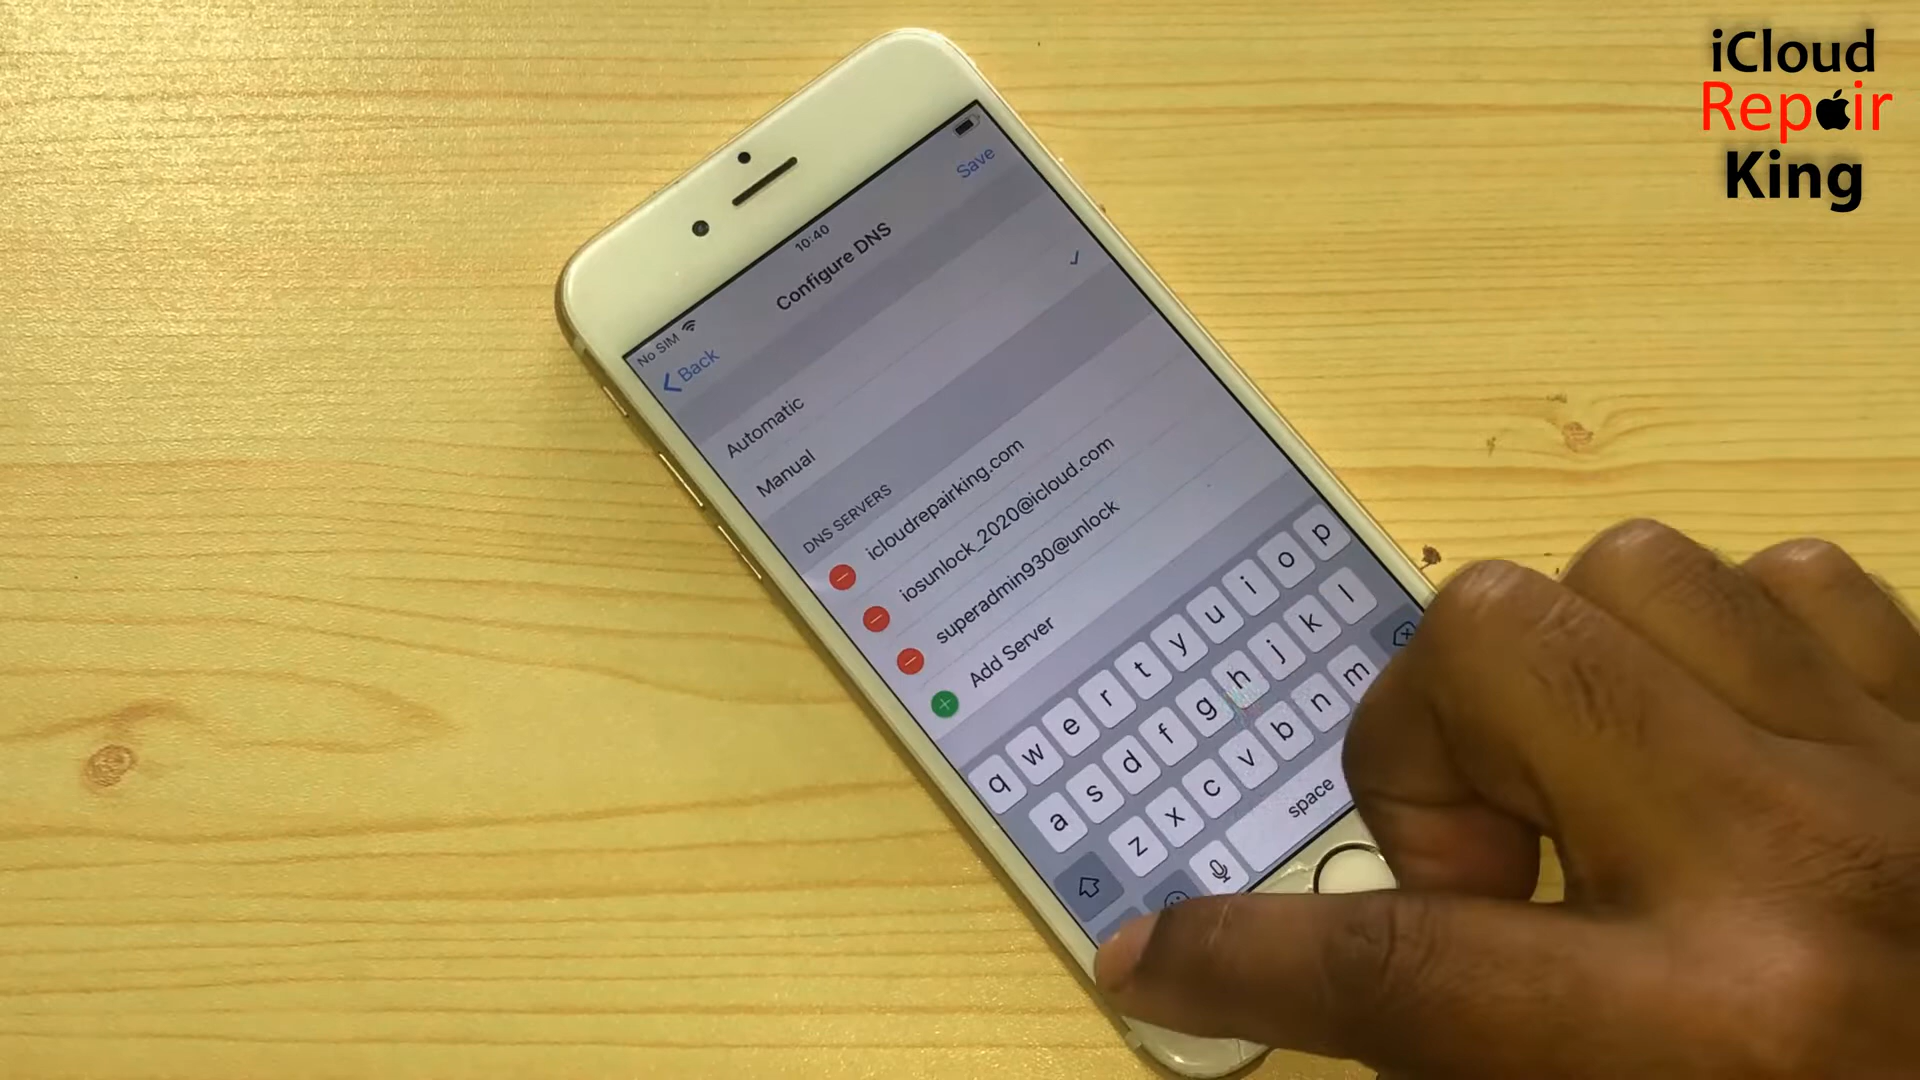 iCloud
Repair
King
No SIM
10:40
Back
Configure DNS
Save
Automatic
Manual
DNS SERVERS
icloudrepairking.com
iosunlock_2020@icloud.com
superadmin930@unlock
Add Server
q w e r t y u i o p
a s d f g h j k l
z x c v b n m
space